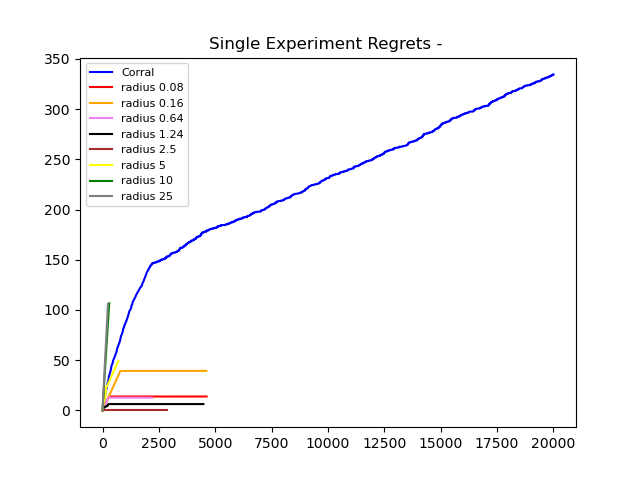 Single Experiment Regrets -
350
300
250
200
150
100
50
0
Corral
radius 0.08
radius 0.16
radius 0.64
radius 1.24
radius 2.5
radius 5
radius 10
radius 25
0 2500 5000 7500 10000 12500 15000 17500 20000